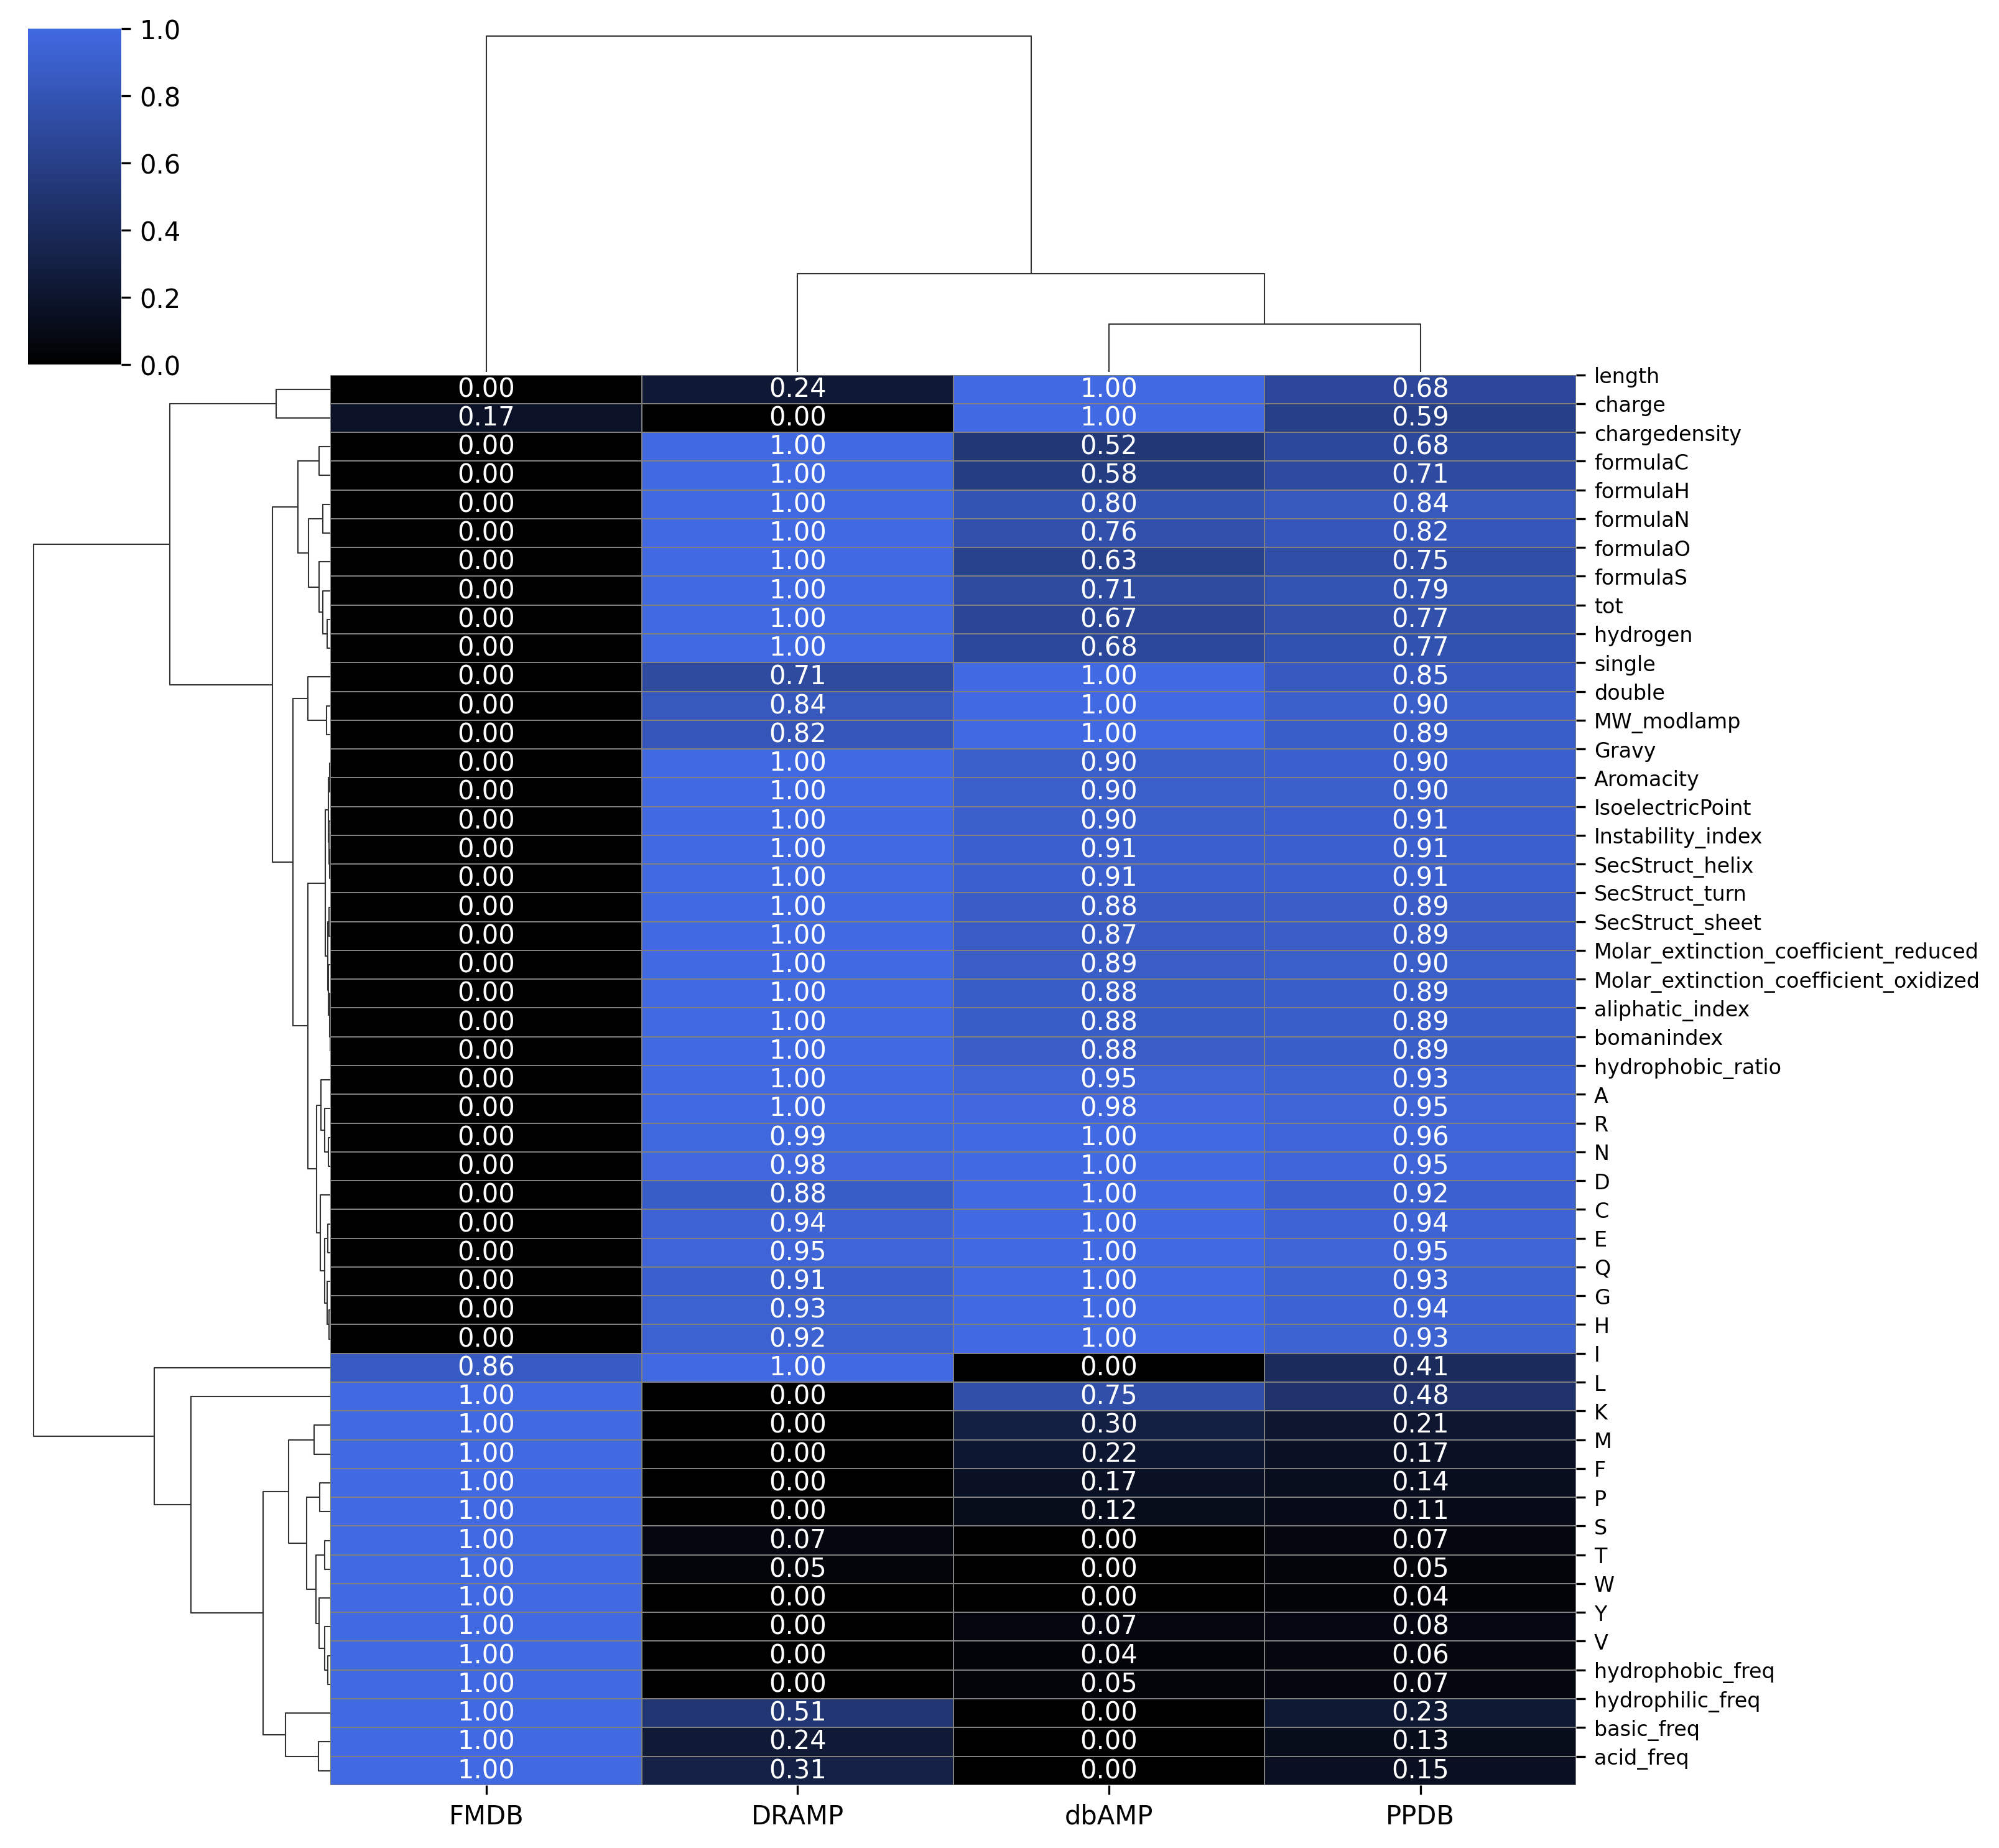 1.0
0.8
0.6
0.4
0.2
0.0
0.00 0.24 1.00 0.68 length
0.17 0.00 1.00 0.59 charge
0.00 1.00 0.52 0.68 chargedensity
0.00 1.00 0.58 0.71 formulaC
0.00 1.00 0.80 0.84 formulaH
0.00 1.00 0.76 0.82 formulaN
0.00 1.00 0.63 0.75 formulaO
0.00 1.00 0.71 0.79 formulaS
0.00 1.00 0.67 0.77 tot
0.00 1.00 0.68 0.77 hydrogen
0.00 0.71 1.00 0.85 single
0.00 0.84 1.00 0.90 double
0.00 0.82 1.00 0.89 MW_modlamp
0.00 1.00 0.90 0.90 Gravy
0.00 1.00 0.90 0.90 Aromacity
0.00 1.00 0.90 0.91 IsoelectricPoint
0.00 1.00 0.91 0.91 Instability_index
0.00 1.00 0.91 0.91 SecStruct_helix
0.00 1.00 0.88 0.89 SecStruct_turn
0.00 1.00 0.87 0.89 SecStruct_sheet
0.00 1.00 0.89 0.90 Molar_extinction_coefficient_reduced
0.00 1.00 0.88 0.89 Molar_extinction_coefficient_oxidized
0.00 1.00 0.88 0.89 aliphatic_index
0.00 1.00 0.88 0.89 bomanindex
0.00 1.00 0.95 0.93 hydrophobic_ratio
0.00 1.00 0.98 0.95 A
0.00 0.99 1.00 0.96 R
0.00 0.98 1.00 0.95 N
0.00 0.88 1.00 0.92 D
0.00 0.94 1.00 0.94 C
0.00 0.95 1.00 0.95 E
0.00 0.91 1.00 0.93 Q
0.00 0.93 1.00 0.94 G
0.00 0.92 1.00 0.93 H
0.86 1.00 0.00 0.41 I
1.00 0.00 0.75 0.48 L
1.00 0.00 0.30 0.21 K
1.00 0.00 0.22 0.17 M
1.00 0.00 0.17 0.14 F
1.00 0.00 0.12 0.11 P
1.00 0.07 0.00 0.07 S
1.00 0.05 0.00 0.05 T
1.00 0.00 0.00 0.04 W
1.00 0.00 0.07 0.08 Y
1.00 0.00 0.04 0.06 V
1.00 0.00 0.05 0.07 hydrophobic_freq
1.00 0.51 0.00 0.23 hydrophilic_freq
1.00 0.24 0.00 0.13 basic_freq
1.00 0.31 0.00 0.15 acid_freq
FMDB DRAMP dbAMP PPDB